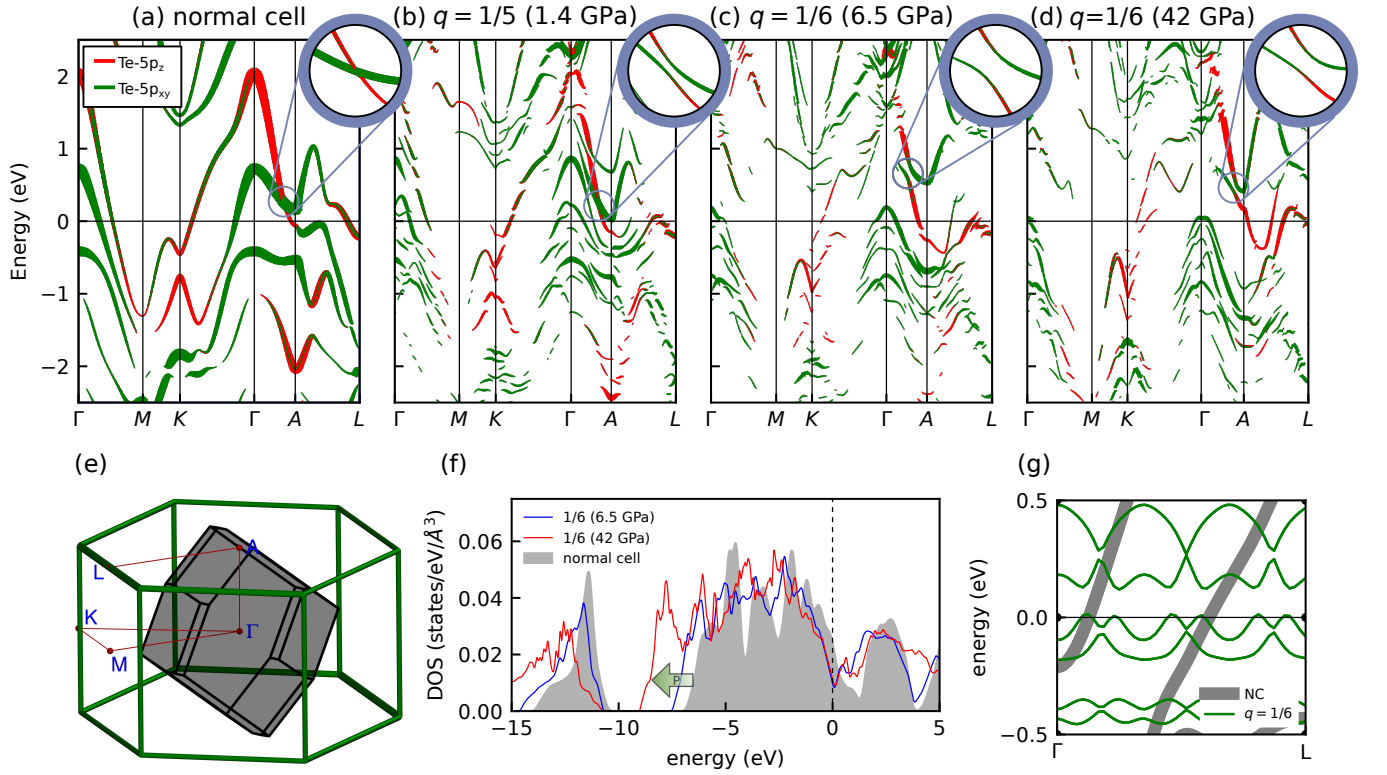 (a) normal cell
(b) q = 1/5 (1.4 GPa)
(c) q = 1/6 (6.5 GPa)
(d) q=1/6 (42 GPa)
Te-5pz
Te-5pxy
Energy (eV)
2
1
0
−1
−2
Γ M K Γ A L
Γ M K Γ A L
Γ M K Γ A L
Γ M K Γ A L
(e)
A
L
K
Γ
M
(f)
DOS (states/eV/Å³)
0.06
0.04
0.02
0.00
1/6 (6.5 GPa)
1/6 (42 GPa)
normal cell
P
−15 −10 −5 0 5
energy (eV)
(g)
energy (eV)
0.5
0.0
−0.5
NC
q = 1/6
Γ L